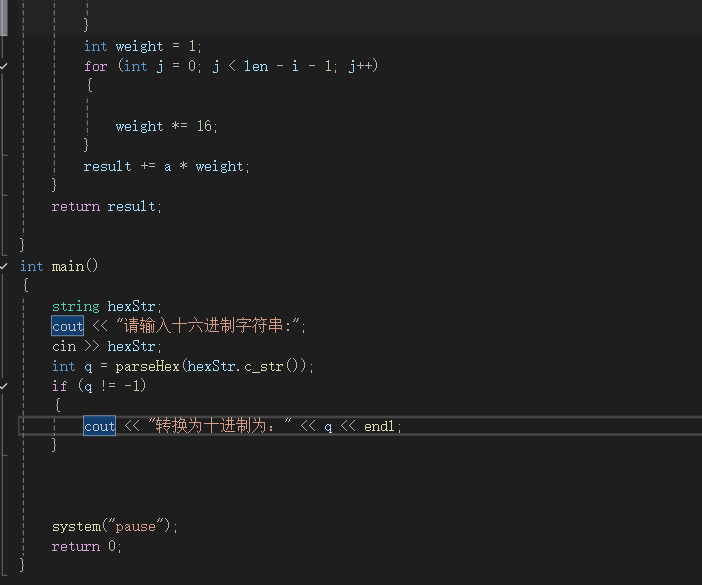 }
int weight = 1;
for (int j = 0; j < len - i - 1; j++)
{
weight *= 16;
}
result += a * weight;
}
return result;
}
int main()
{
string hexStr;
cout << "请输入十六进制字符串:";
cin >> hexStr;
int q = parseHex(hexStr.c_str());
if (q != -1)
{
cout << "转换为十进制为：" << q << endl;
}
system("pause");
return 0;
}